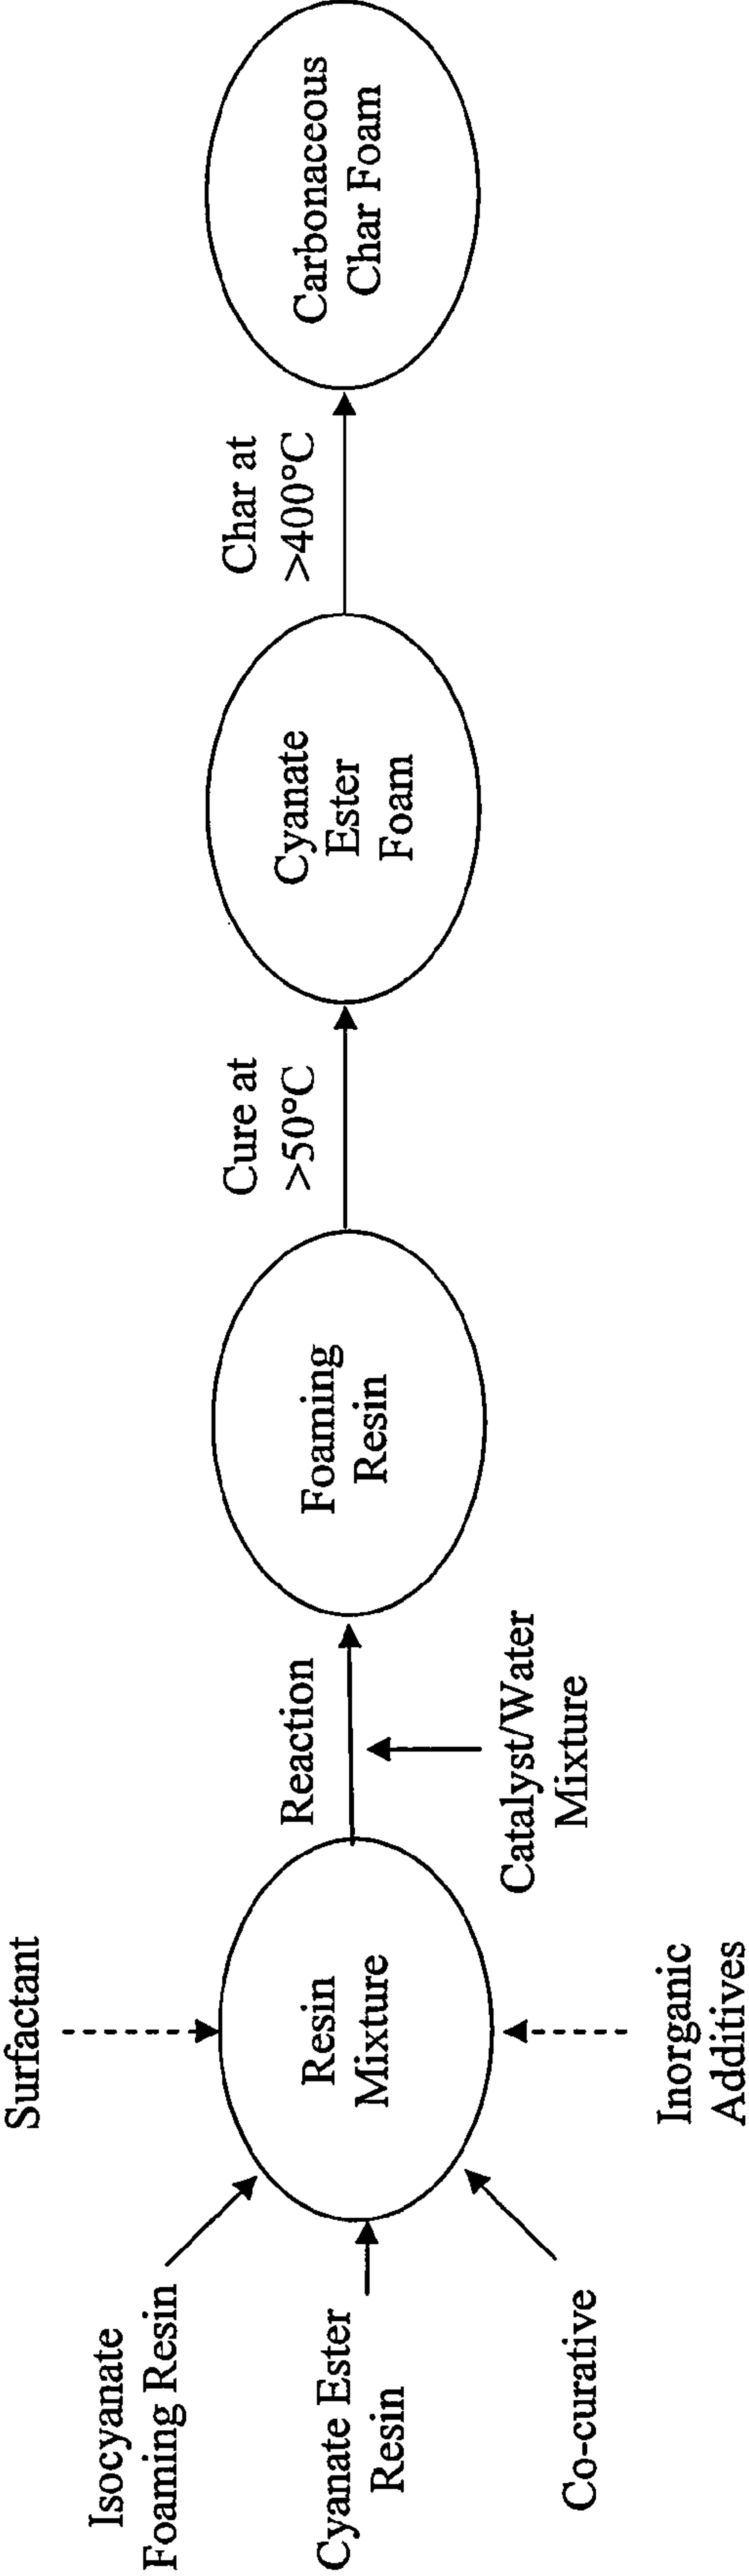 Surfactant
Isocyanate
Foaming Resin
Cyanate Ester
Resin
Co-curative
Inorganic
Additives
Resin
Mixture
Reaction
Catalyst/Water
Mixture
Foaming
Resin
Cure at
>50°C
Cyanate
Ester
Foam
Char at
>400°C
Carbonaceous
Char Foam